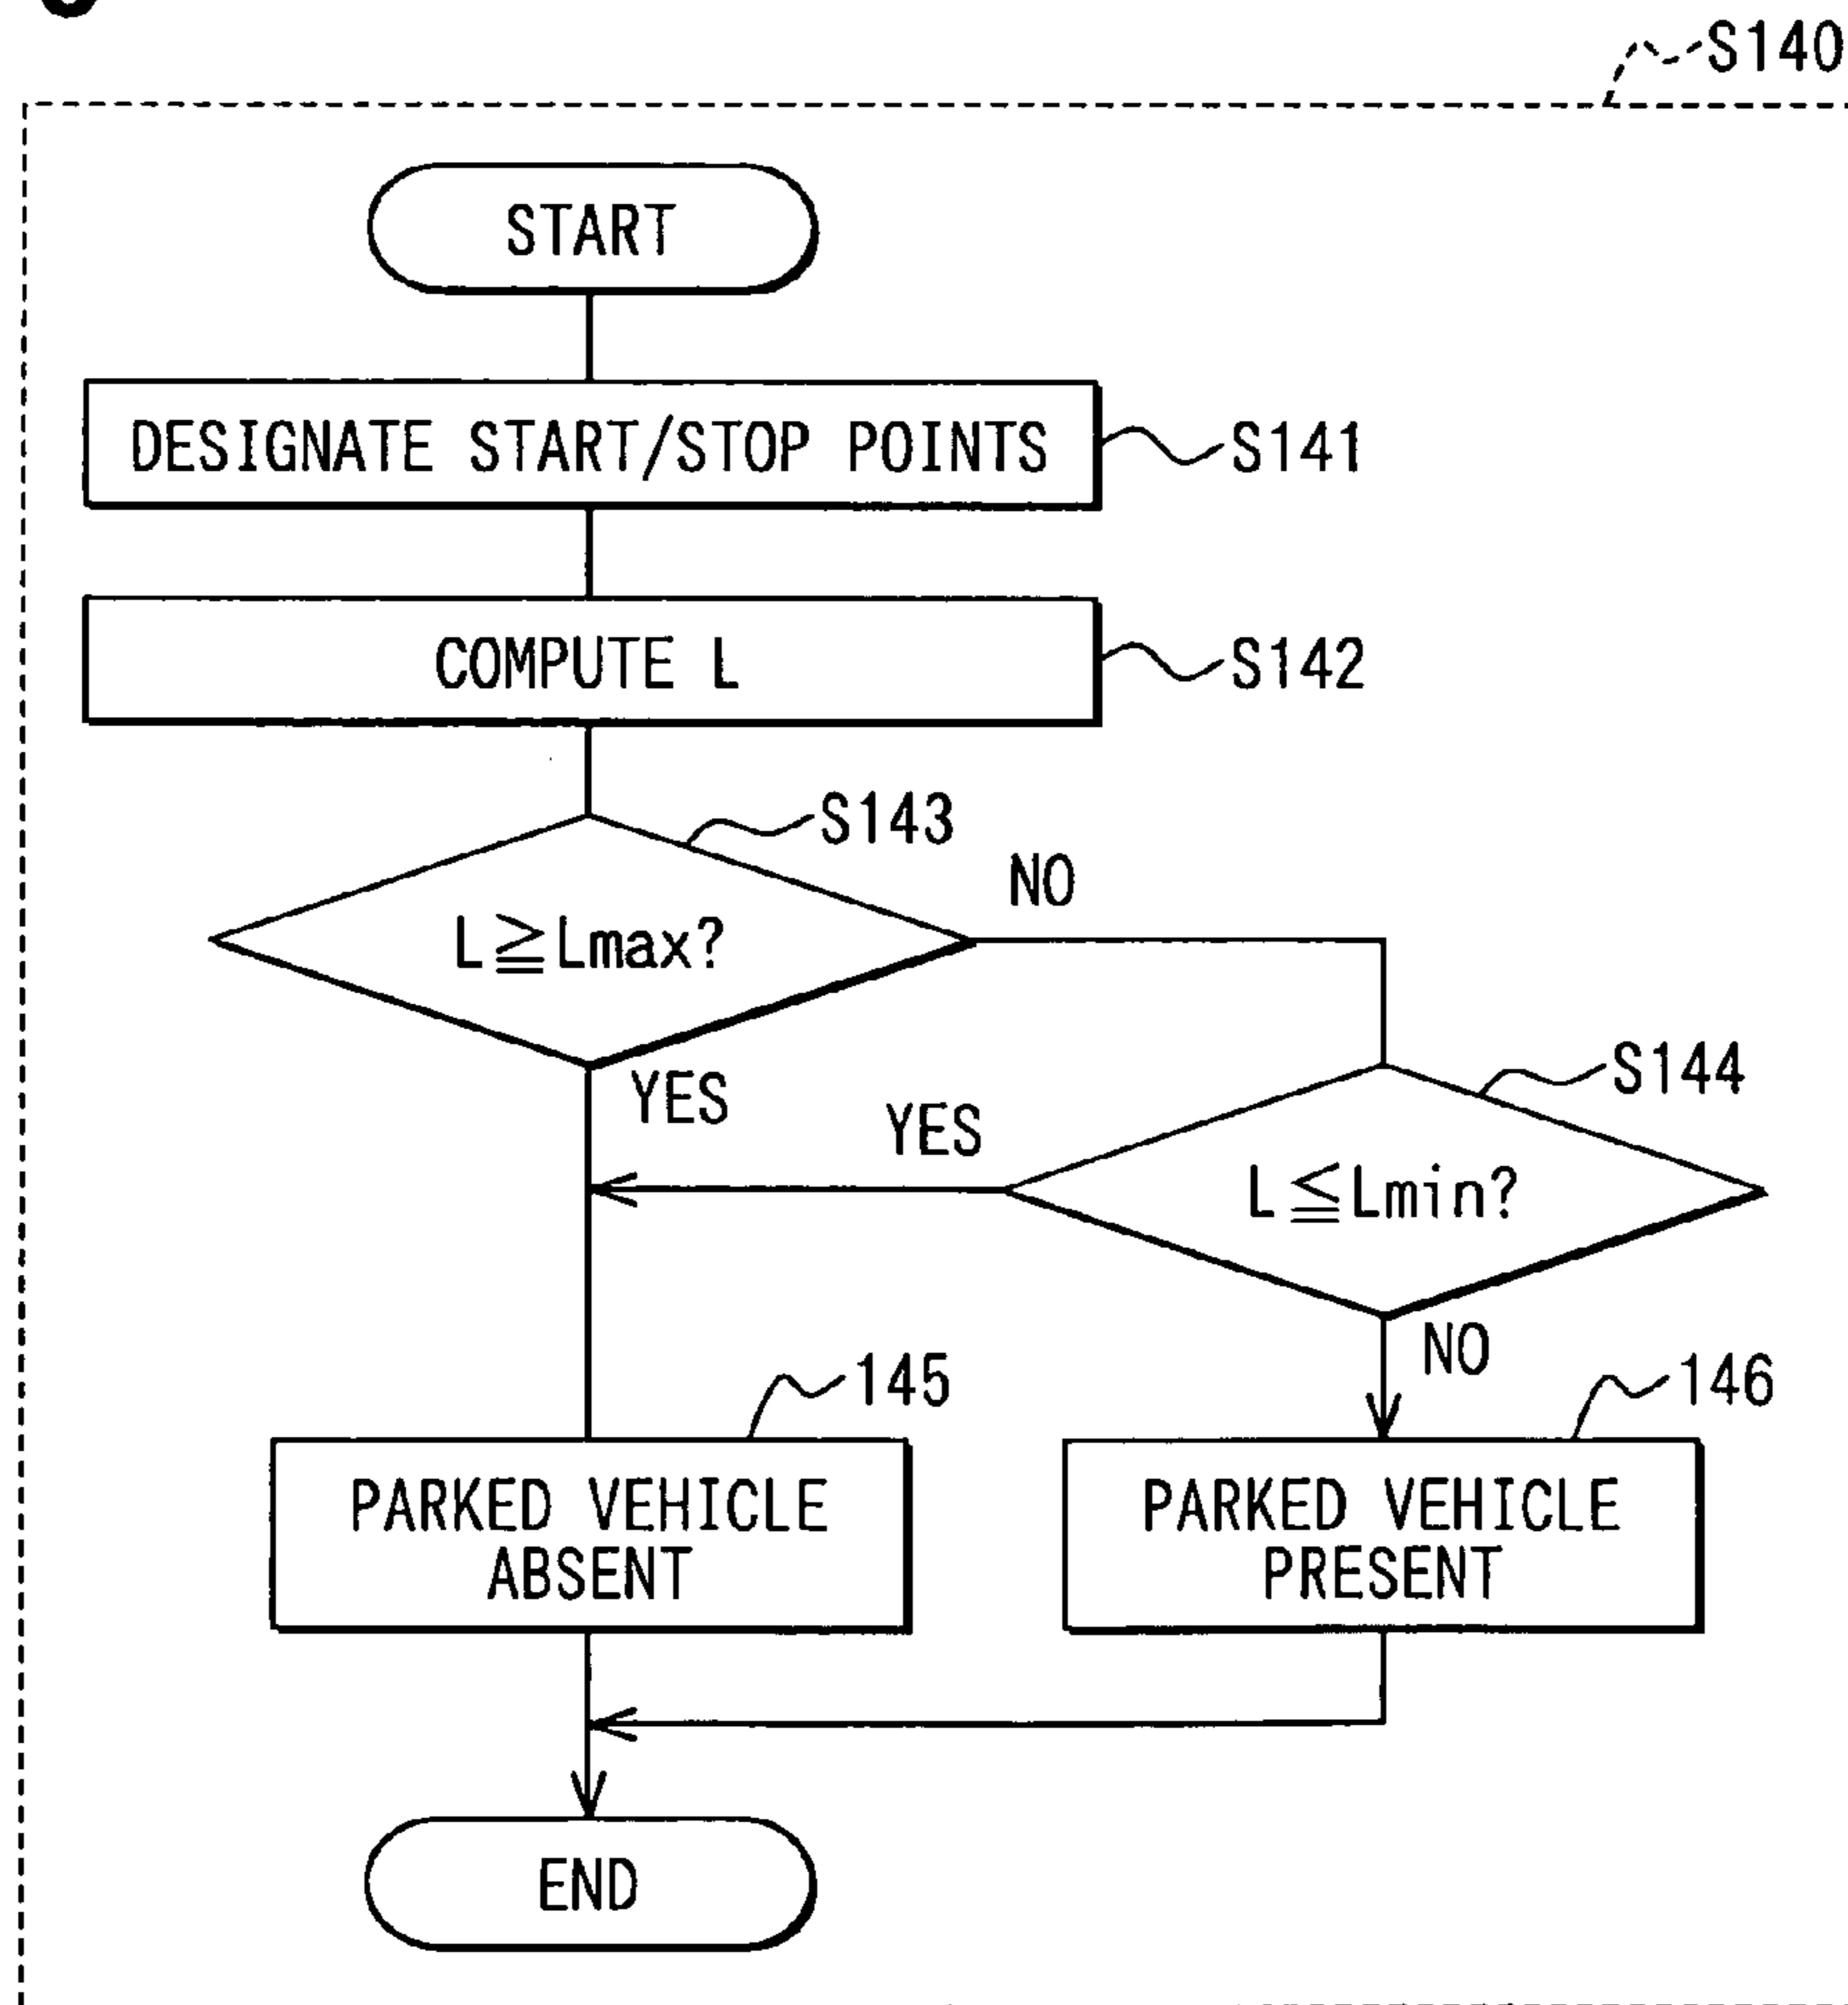 S140
START
DESIGNATE START/STOP POINTS
S141
COMPUTE L
S142
S143
L≧Lmax?
NO
YES
S144
L≦Lmin?
YES
NO
145
PARKED VEHICLE
ABSENT
146
PARKED VEHICLE
PRESENT
END